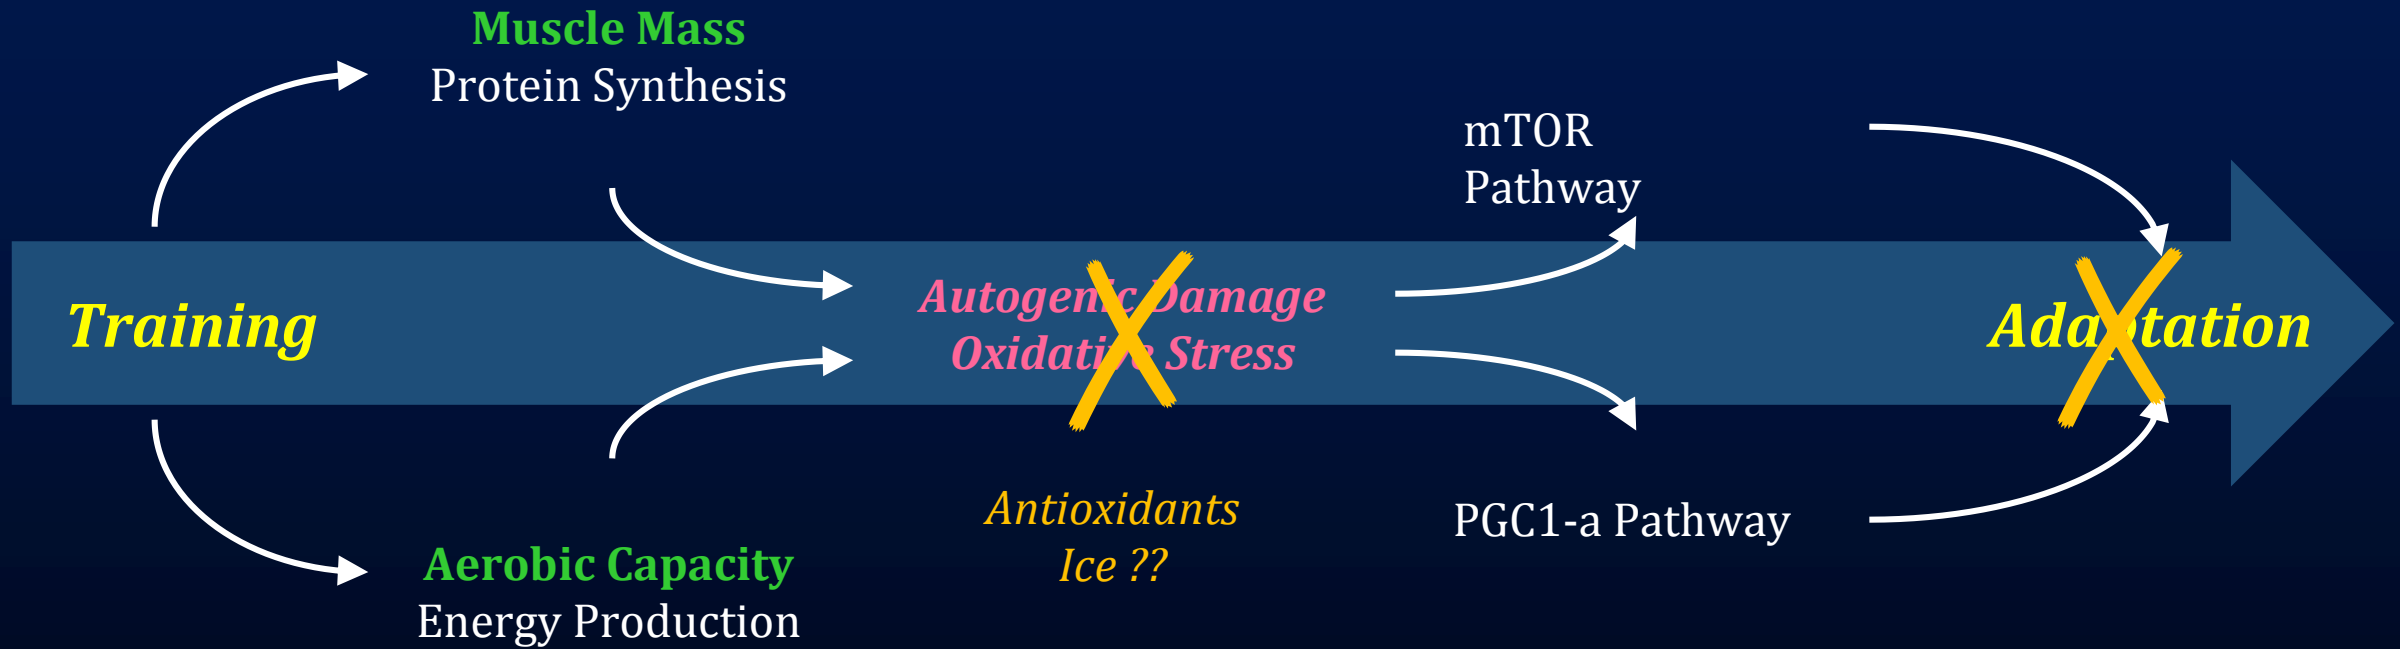 Muscle Mass
Protein Synthesis
mTOR
Pathway
Training
Autogenic Damage
Oxidative Stress
Adaptation
Antioxidants
Ice ??
PGC1-a Pathway
Aerobic Capacity
Energy Production